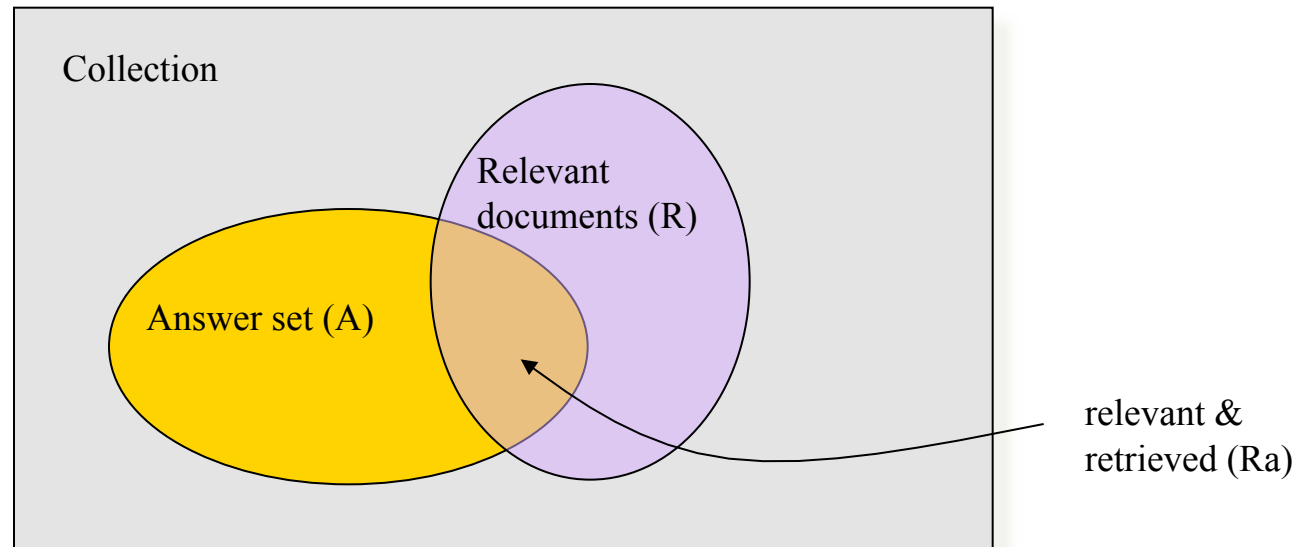 Collection
Relevant
documents (R)
Answer set (A)
relevant &
retrieved (Ra)